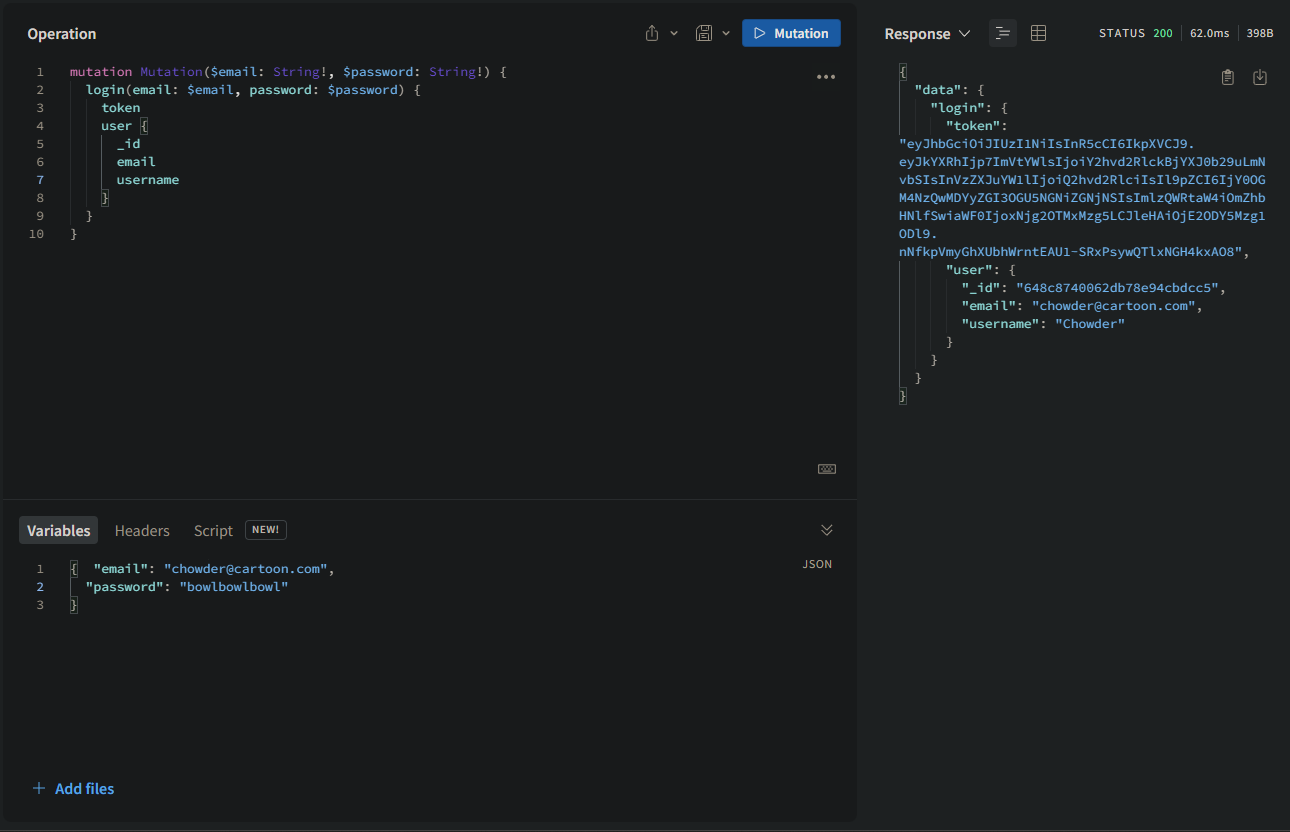 Operation
Mutation
1 mutation Mutation($email: String!, $password: String!) {
2 login(email: $email, password: $password) {
3 token
4 user {
5 _id
6 email
7 username
8 }
9 }
10 }
Variables Headers Script NEW!
JSON
1 { "email": "chowder@cartoon.com",
2 "password": "bowlbowlbowl"
3 }
+ Add files
Response STATUS 200 62.0ms 398B
{
"data": {
"login": {
"token":
"eyJhbGciOiJIUzI1NiIsInR5cCI6IkpXVCJ9.
eyJkYXRhIjp7ImVtYWlsIjoiY2hvd2RlckBjYXJ0b29uLmN
vbSIsInVzZXJuYW1lIjoiQ2hvd2RlciIsIl9pZCI6IjY0OG
M4NzQwMDYyZGI3OGU5NGNiZGNjNSIsImlzQWRtaW4iOmZhb
HNlfSwiaWF0IjoxNjg2OTMxMzg5LCJleHAiOjE2ODY5Mzg1
ODl9.
nNfkpVmyGhXUbhWrntEAU1-SRxPsywQTlxNGH4kxAO8",
"user": {
"_id": "648c8740062db78e94cbdcc5",
"email": "chowder@cartoon.com",
"username": "Chowder"
}
}
}
}